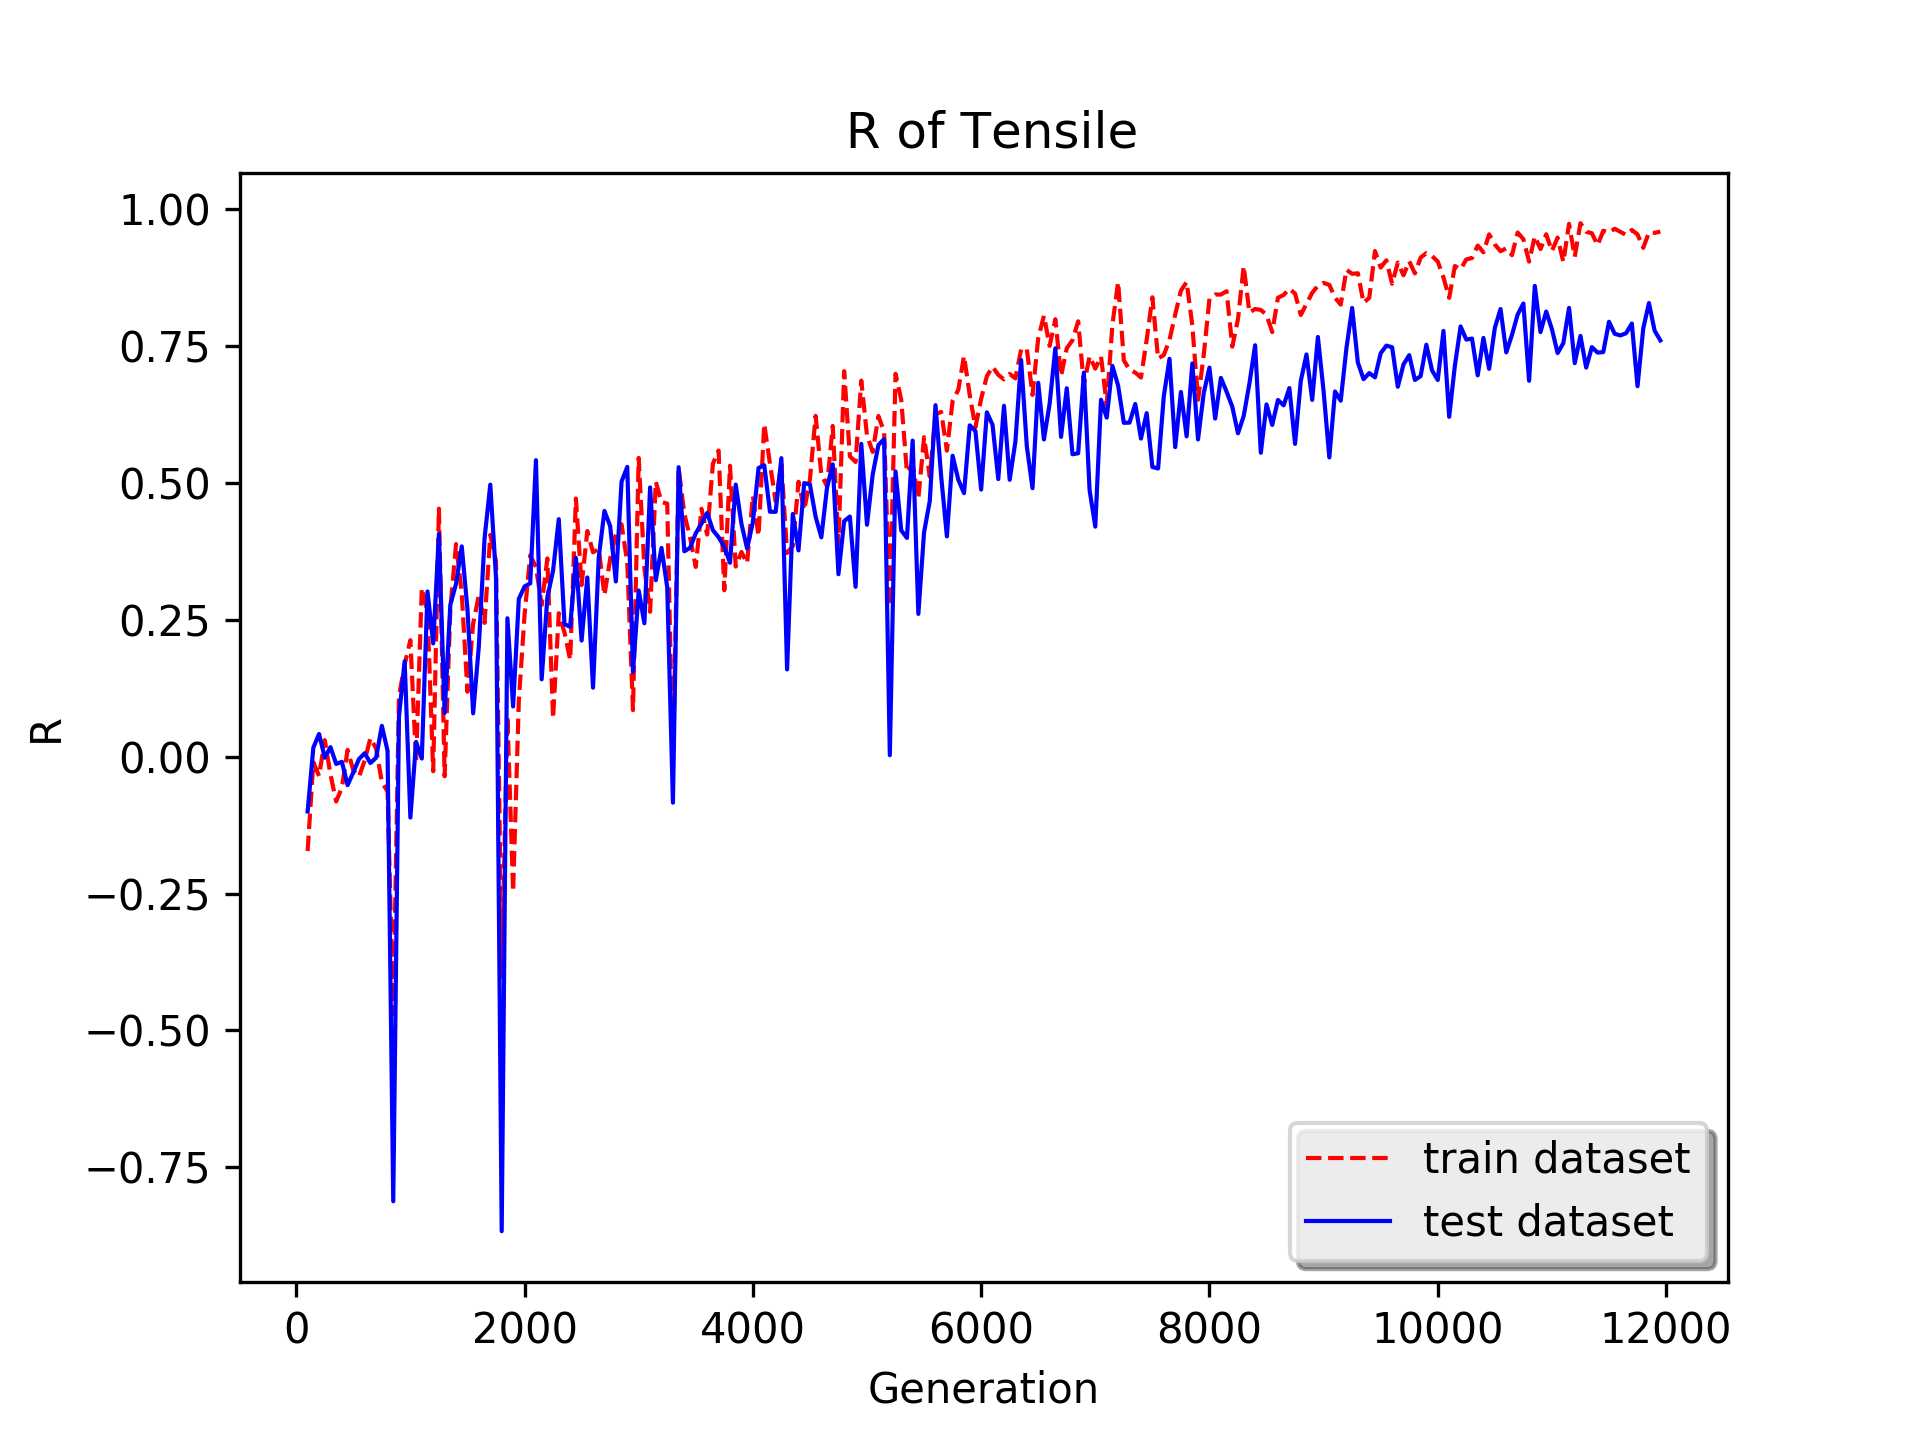 R of Tensile
1.00
0.75
0.50
0.25
0.00
−0.25
−0.50
−0.75
R
train dataset
test dataset
0 2000 4000 6000 8000 10000 12000
Generation